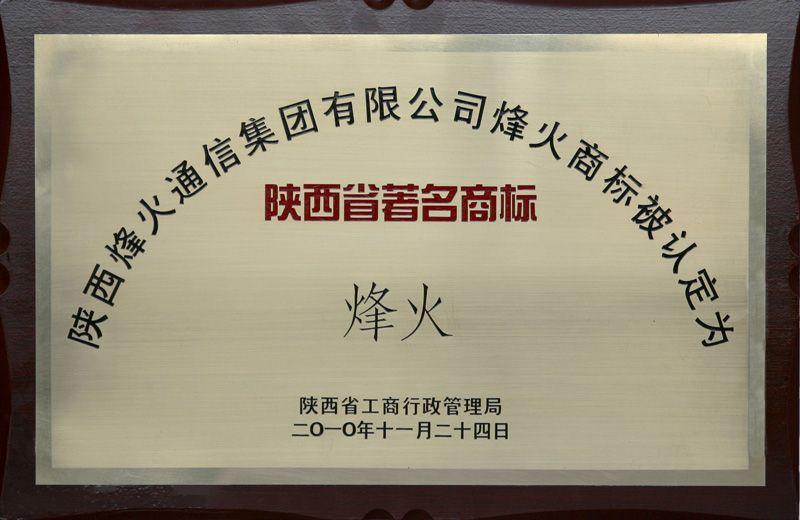 陕西烽火通信集团有限公司烽火商标被认定为
陕西省著名商标
烽火
陕西省工商行政管理局
二〇一〇年十一月二十四日